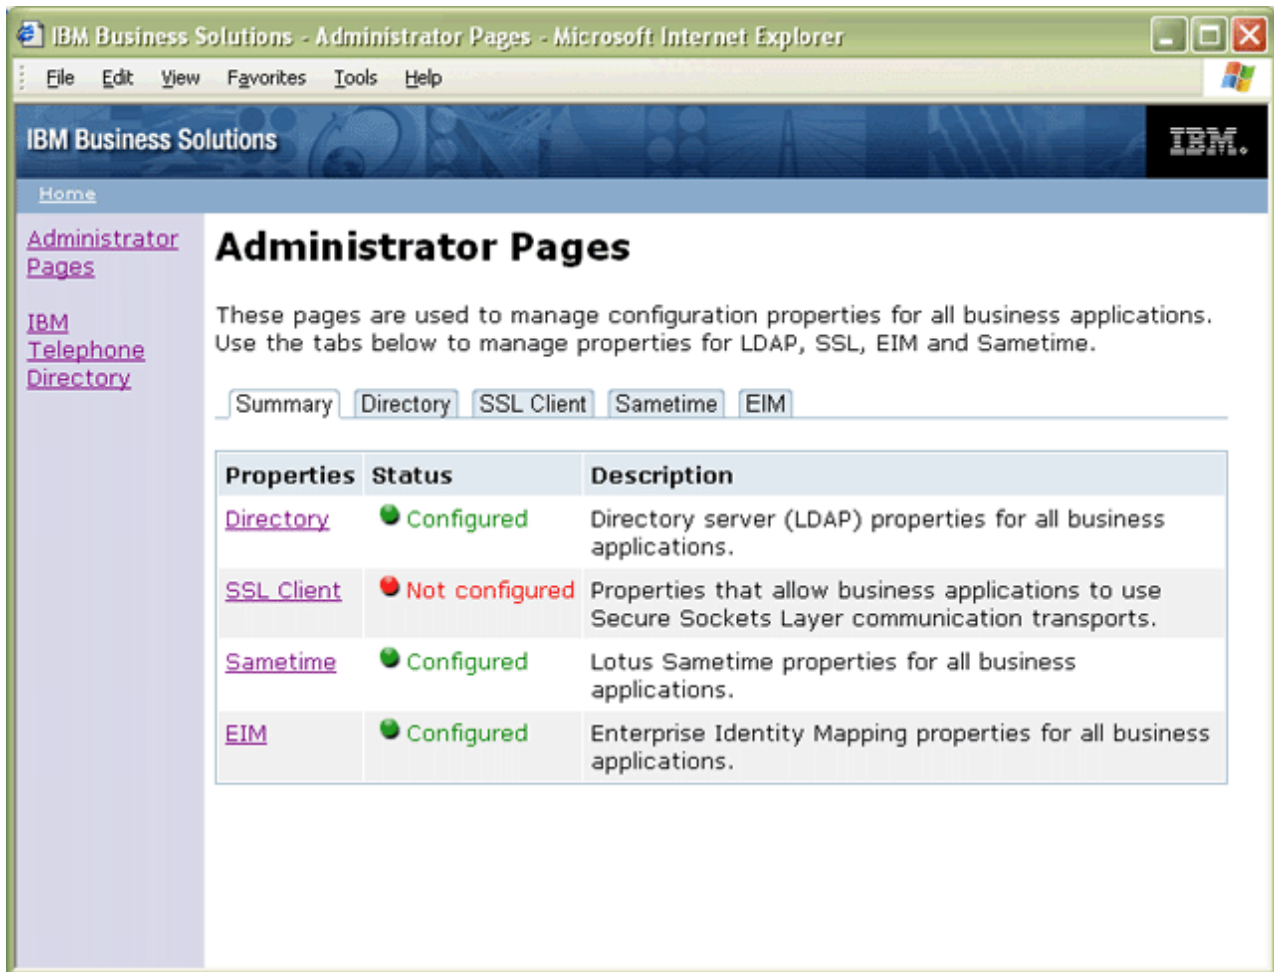 IBM Business Solutions - Administrator Pages - Microsoft Internet Explorer
File Edit View Favorites Tools Help
IBM Business Solutions
IBM.
Home
Administrator
Pages
IBM
Telephone
Directory
Administrator Pages
These pages are used to manage configuration properties for all business applications.
Use the tabs below to manage properties for LDAP, SSL, EIM and Sametime.
Summary Directory SSL Client Sametime EIM
Properties Status Description
Directory Configured Directory server (LDAP) properties for all business
applications.
SSL Client Not configured Properties that allow business applications to use
Secure Sockets Layer communication transports.
Sametime Configured Lotus Sametime properties for all business
applications.
EIM Configured Enterprise Identity Mapping properties for all business
applications.